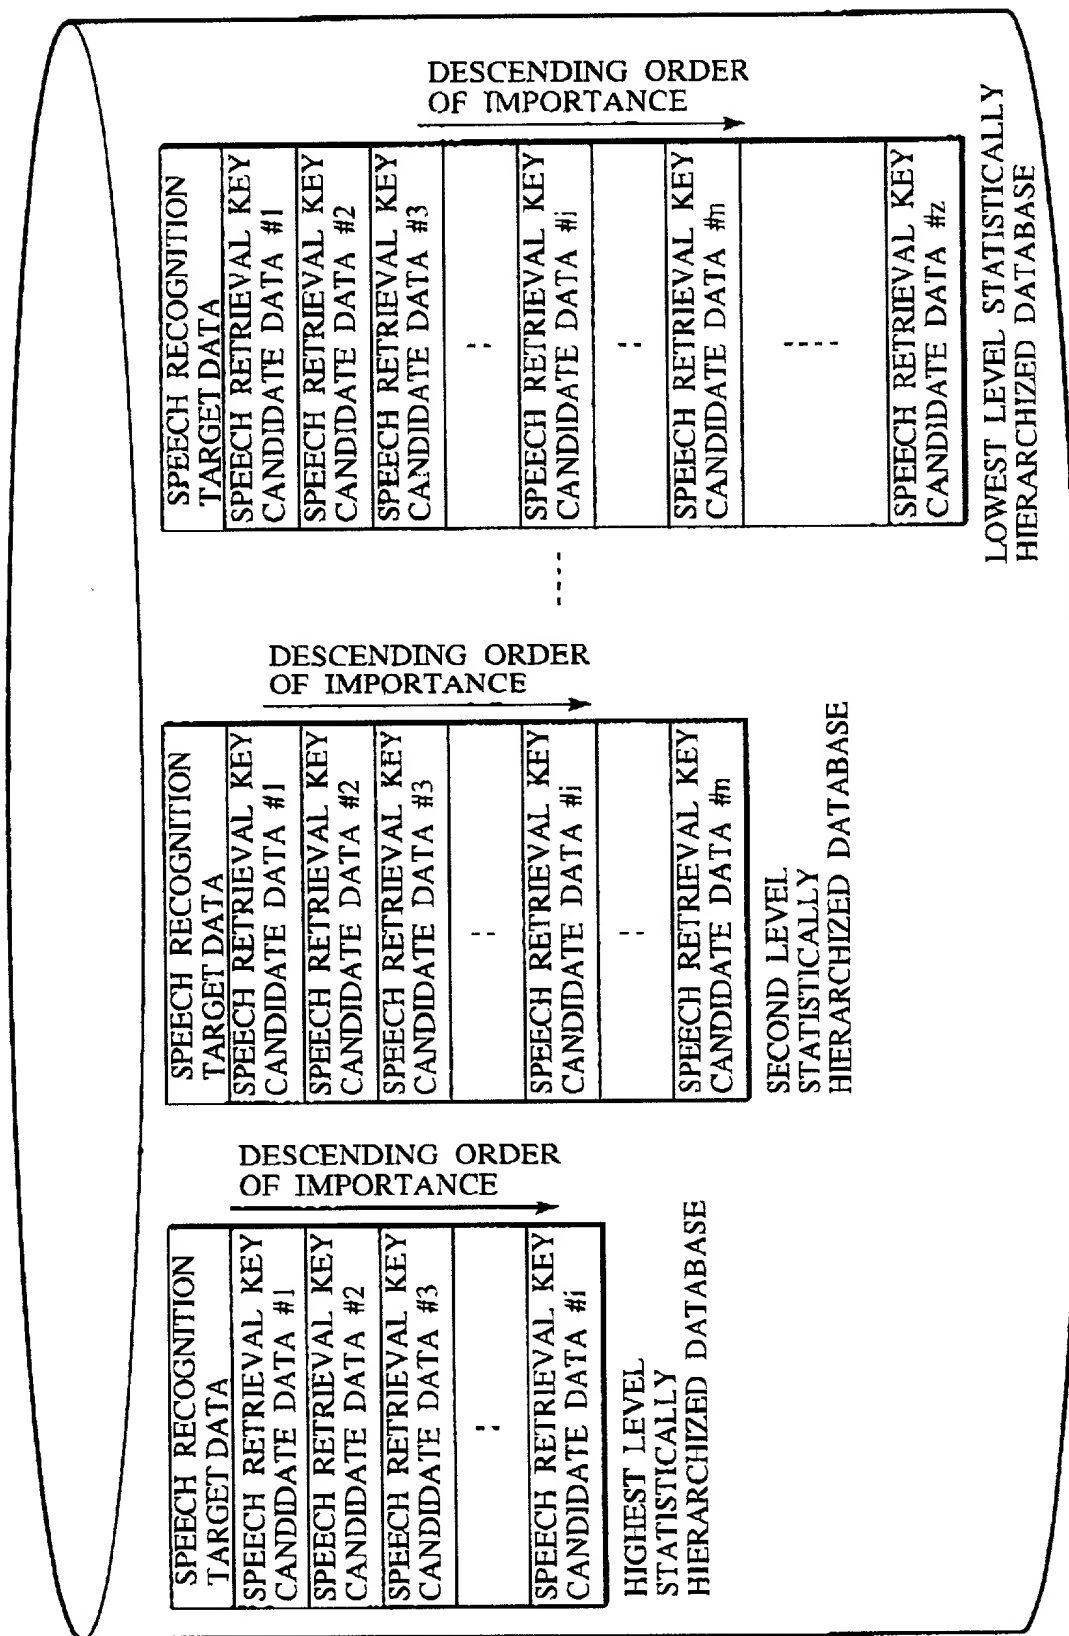 SPEECH RECOGNITION
TARGET DATA
SPEECH RETRIEVAL KEY
CANDIDATE DATA #1
SPEECH RETRIEVAL KEY
CANDIDATE DATA #2
SPEECH RETRIEVAL KEY
CANDIDATE DATA #3
SPEECH RETRIEVAL KEY
CANDIDATE DATA #i
DESCENDING ORDER
OF IMPORTANCE
HIGHEST LEVEL
STATISTICALLY
HIERARCHIZED DATABASE
SPEECH RECOGNITION
TARGET DATA
SPEECH RETRIEVAL KEY
CANDIDATE DATA #1
SPEECH RETRIEVAL KEY
CANDIDATE DATA #2
SPEECH RETRIEVAL KEY
CANDIDATE DATA #3
SPEECH RETRIEVAL KEY
CANDIDATE DATA #i
SPEECH RETRIEVAL KEY
CANDIDATE DATA #n
DESCENDING ORDER
OF IMPORTANCE
SECOND LEVEL
STATISTICALLY
HIERARCHIZED DATABASE
SPEECH RECOGNITION
TARGET DATA
SPEECH RETRIEVAL KEY
CANDIDATE DATA #1
SPEECH RETRIEVAL KEY
CANDIDATE DATA #2
SPEECH RETRIEVAL KEY
CANDIDATE DATA #3
SPEECH RETRIEVAL KEY
CANDIDATE DATA #i
SPEECH RETRIEVAL KEY
CANDIDATE DATA #n
SPEECH RETRIEVAL KEY
CANDIDATE DATA #z
DESCENDING ORDER
OF IMPORTANCE
LOWEST LEVEL STATISTICALLY
HIERARCHIZED DATABASE